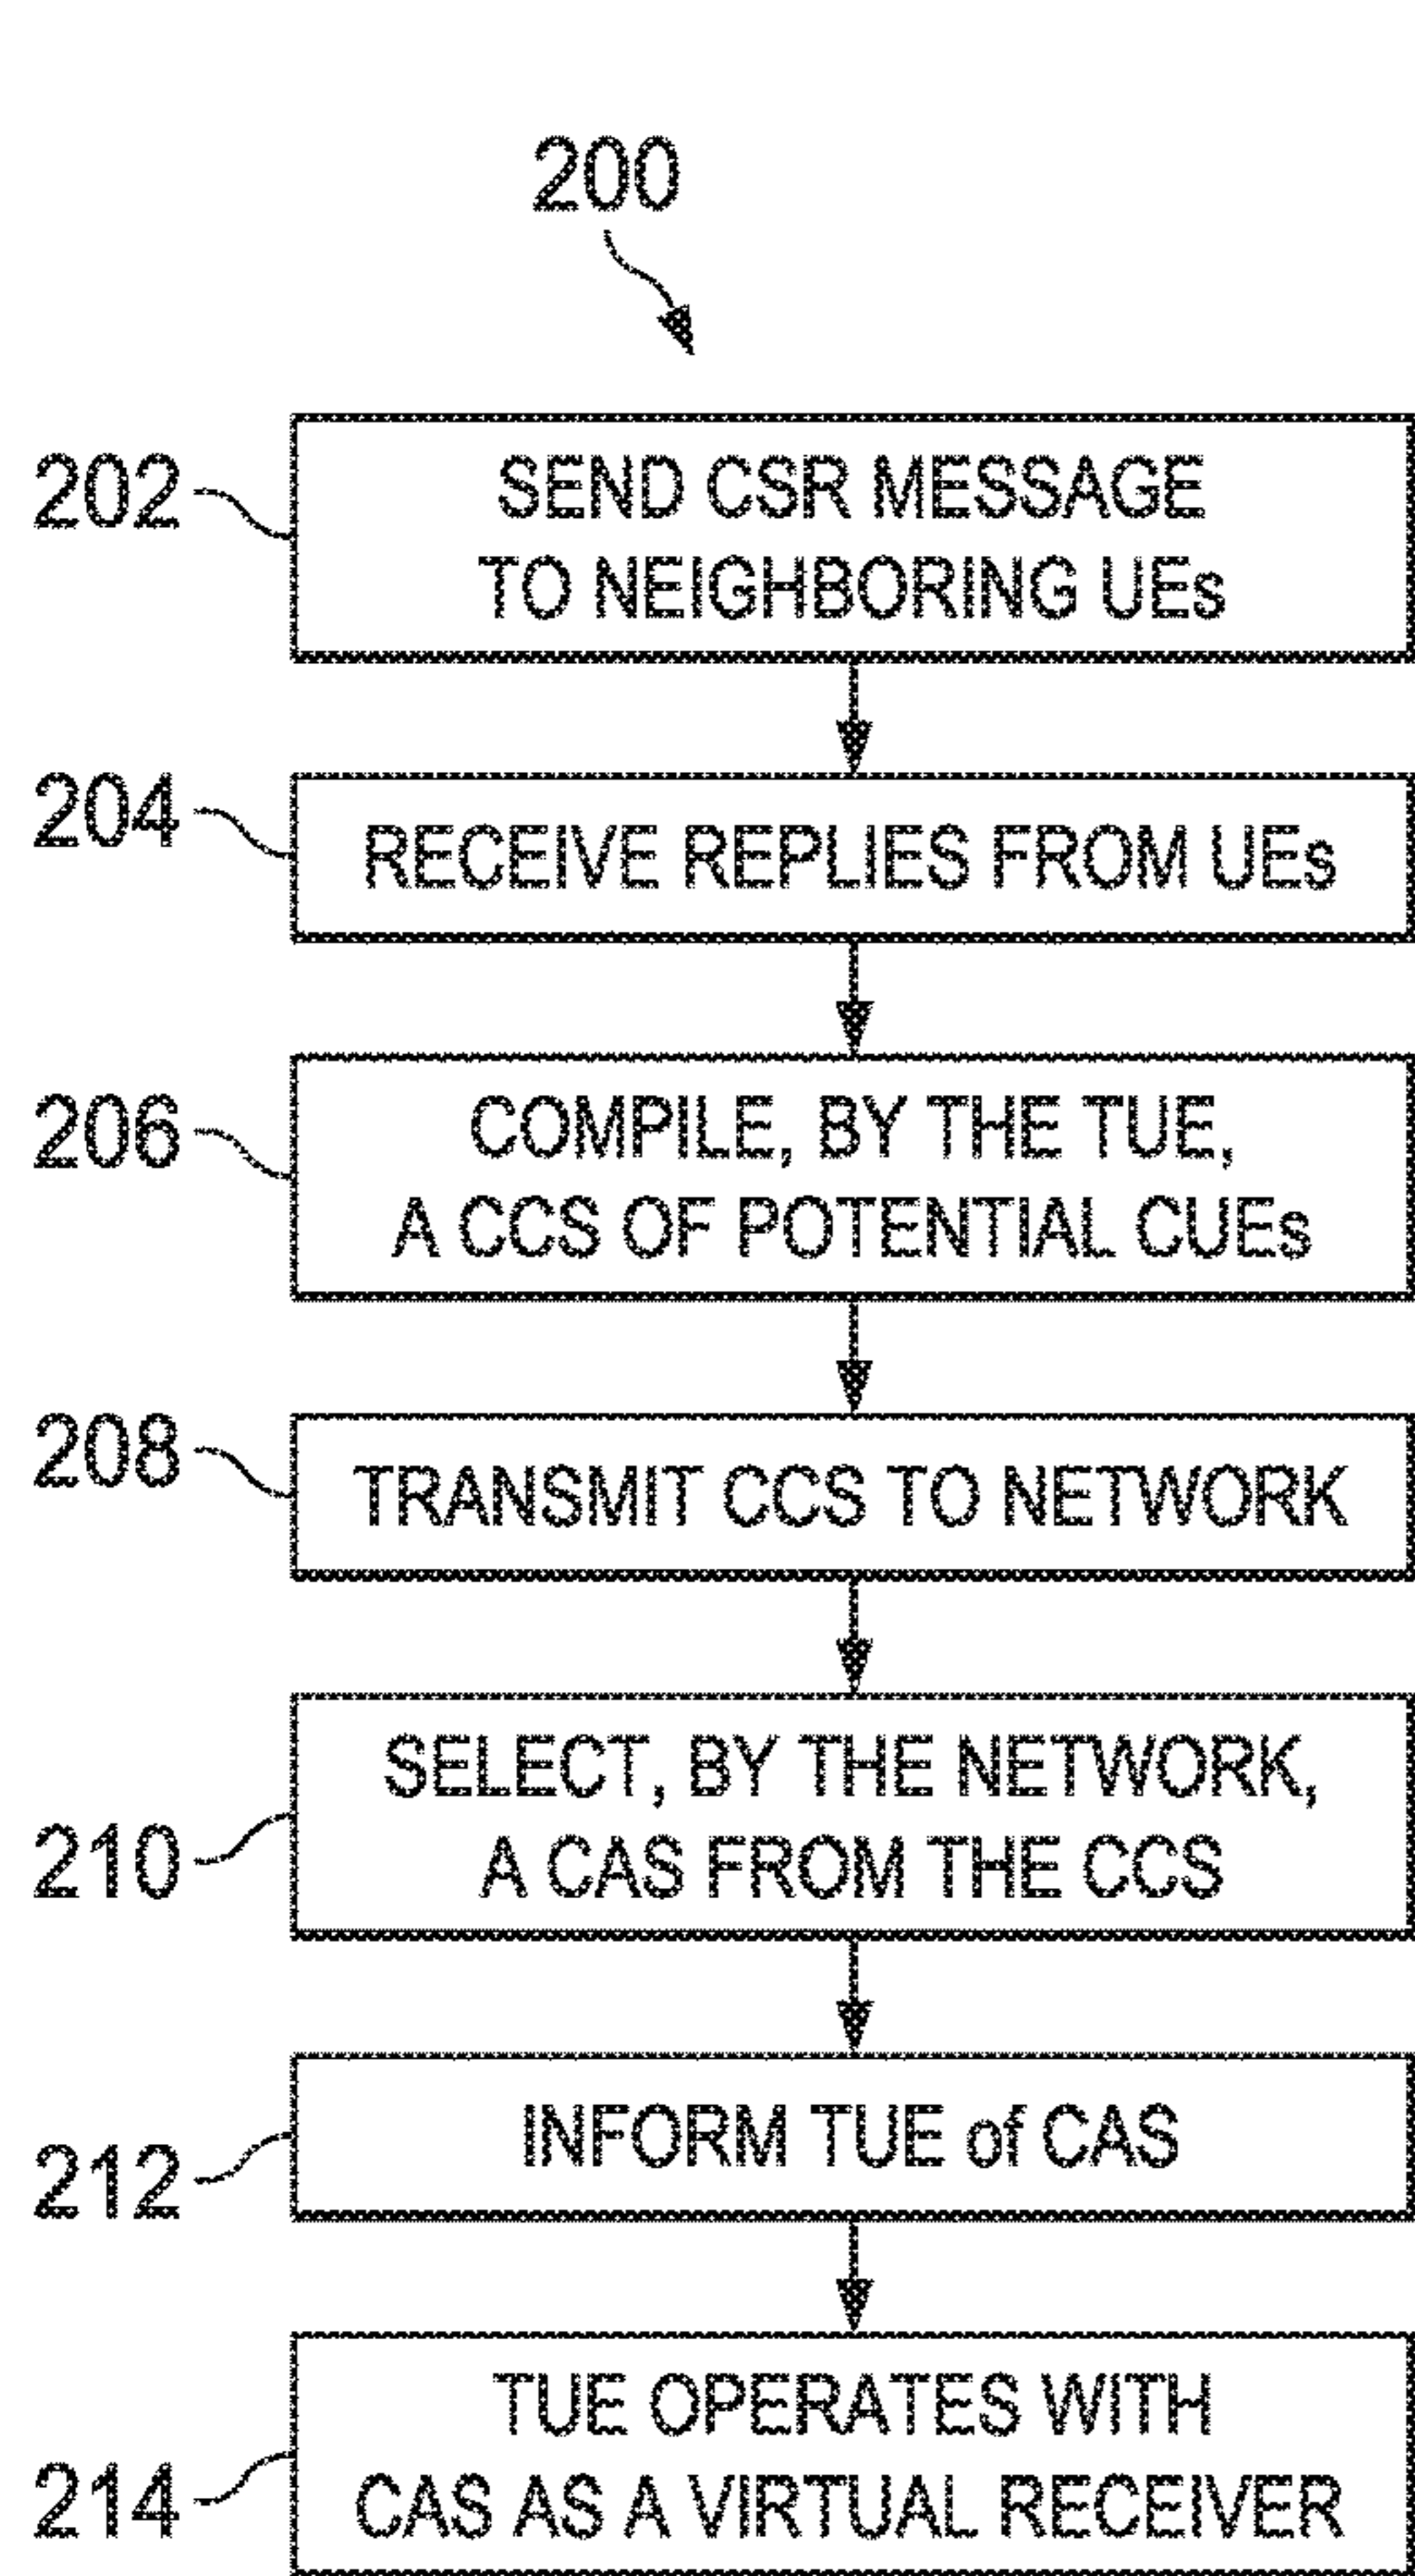 200
202
SEND CSR MESSAGE
TO NEIGHBORING UEs
204
RECEIVE REPLIES FROM UEs
206
COMPILE, BY THE TUE,
A CCS OF POTENTIAL CUEs
208
TRANSMIT CCS TO NETWORK
210
SELECT, BY THE NETWORK,
A CAS FROM THE CCS
212
INFORM TUE of CAS
214
TUE OPERATES WITH
CAS AS A VIRTUAL RECEIVER